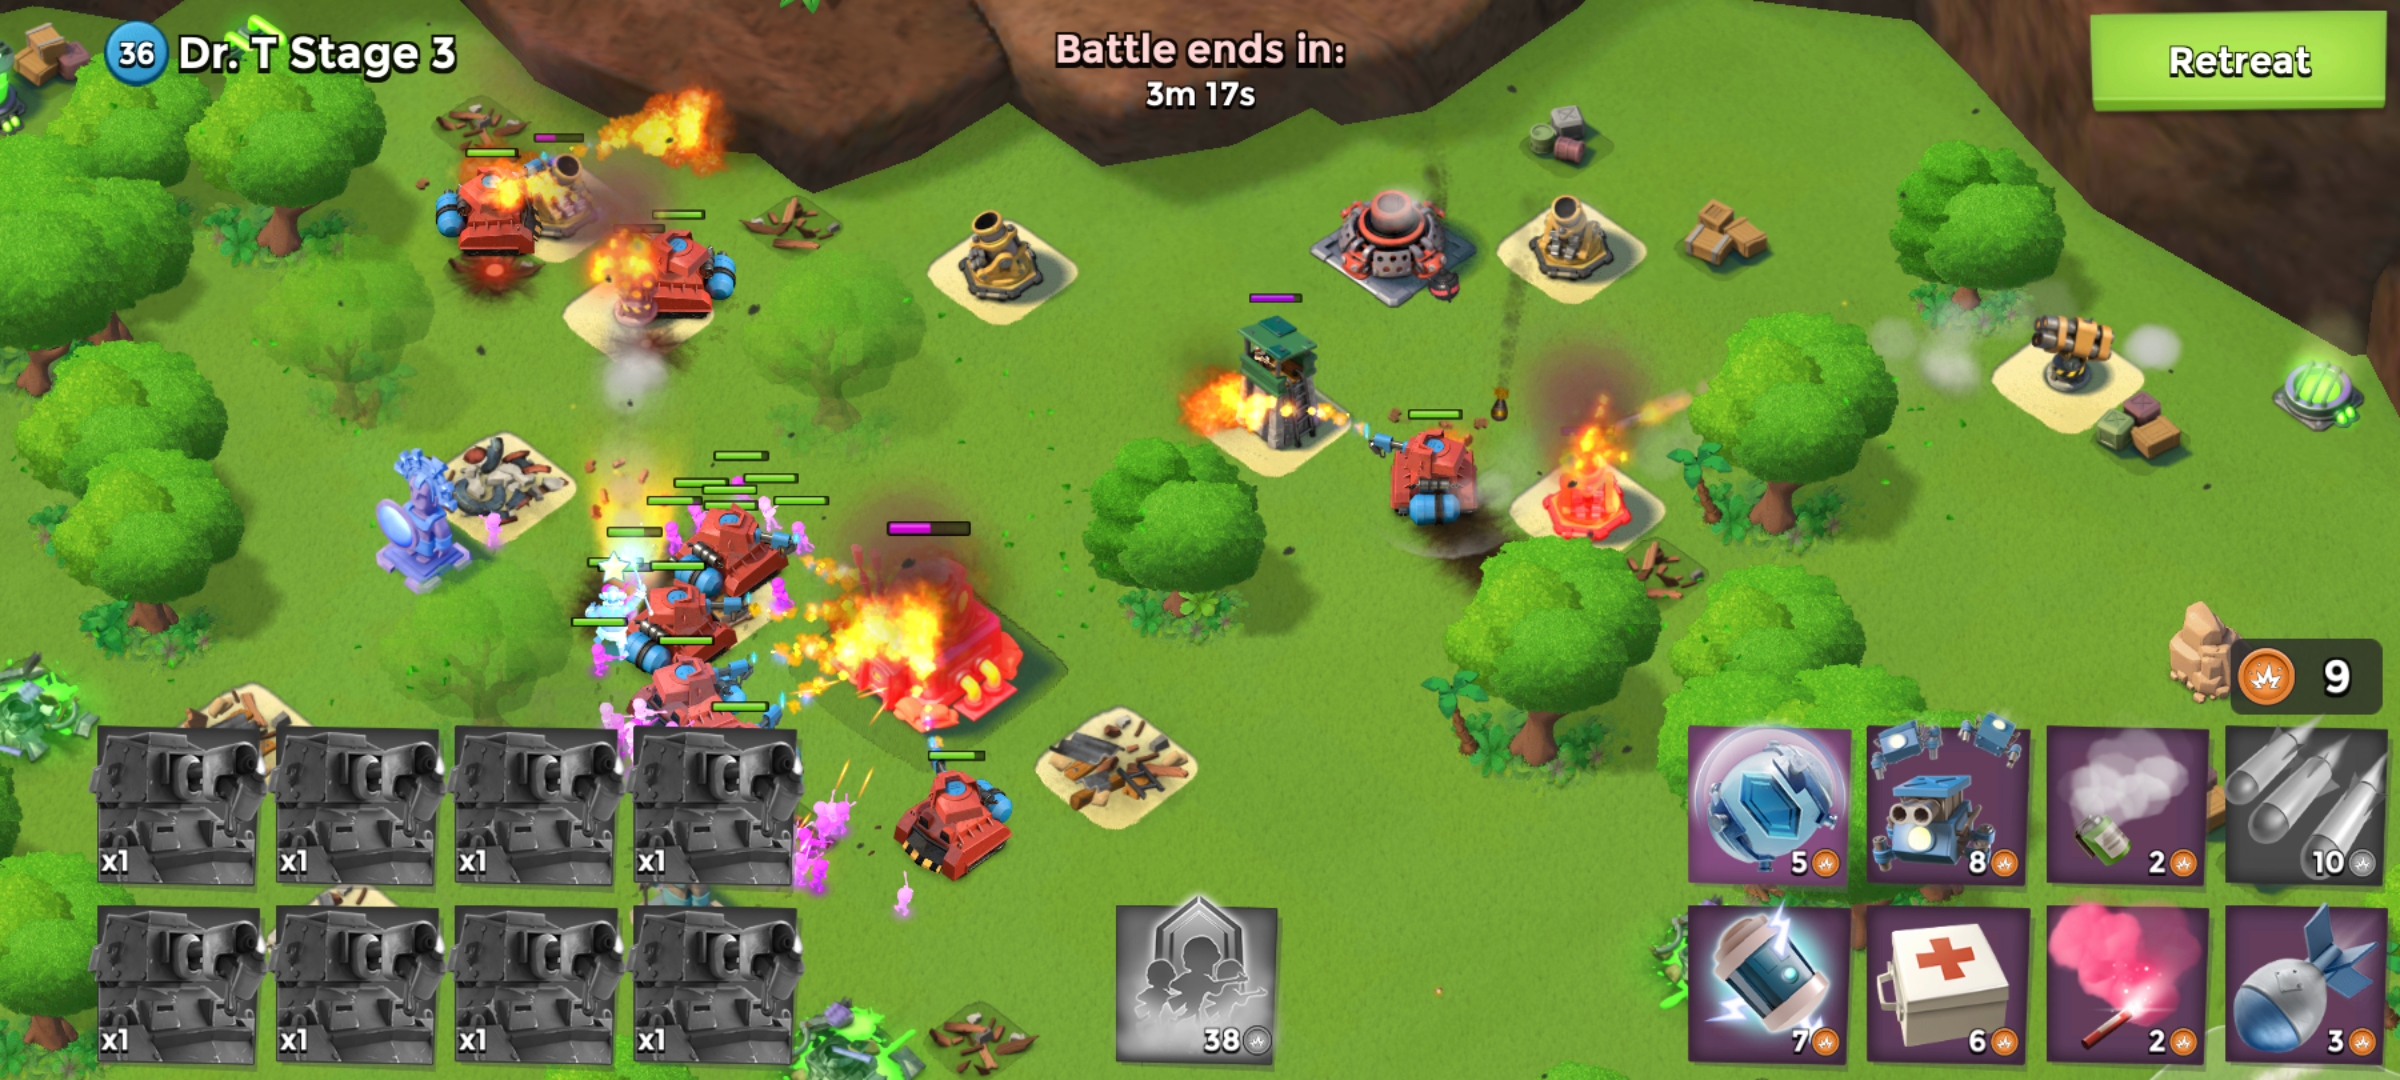 36 Dr. T Stage 3
Battle ends in:
3m 17s
Retreat
9
x1 x1 x1 x1
5 8 2 10
x1 x1 x1 x1
38
7 6 2 3